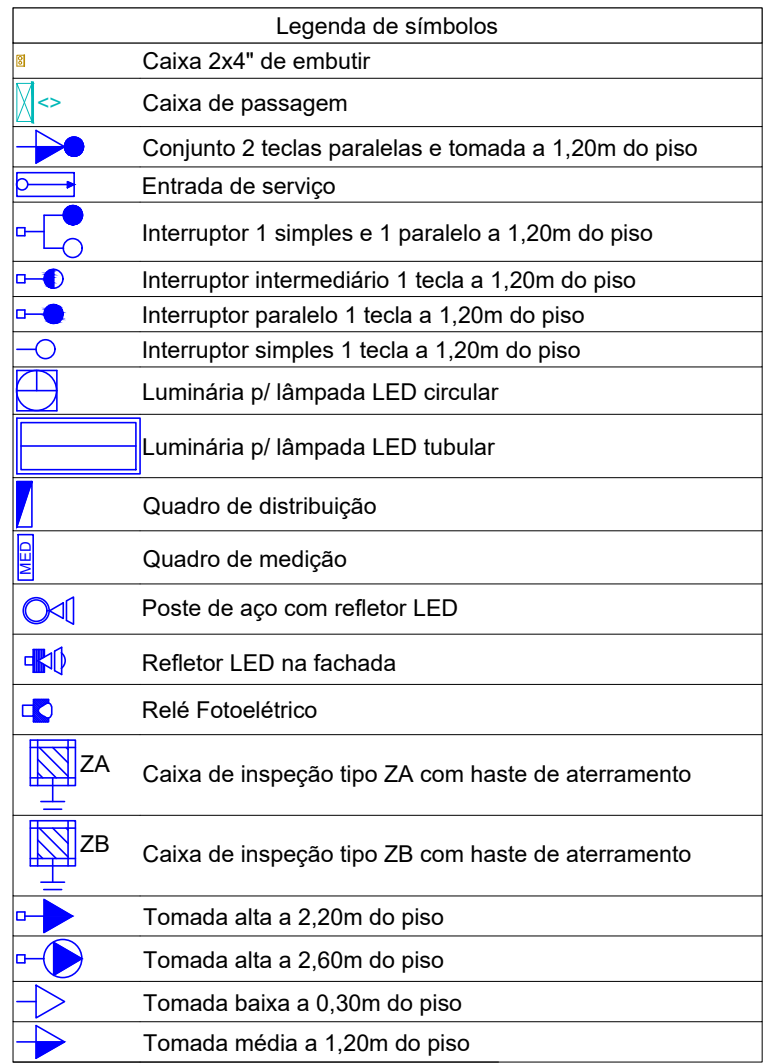 Legenda de símbolos
Caixa 2x4" de embutir
<> Caixa de passagem
Conjunto 2 teclas paralelas e tomada a 1,20m do piso
Entrada de serviço
Interruptor 1 simples e 1 paralelo a 1,20m do piso
Interruptor intermediário 1 tecla a 1,20m do piso
Interruptor paralelo 1 tecla a 1,20m do piso
Interruptor simples 1 tecla a 1,20m do piso
Luminária p/ lâmpada LED circular
Luminária p/ lâmpada LED tubular
Quadro de distribuição
MED Quadro de medição
Poste de aço com refletor LED
Refletor LED na fachada
Relé Fotoelétrico
ZA Caixa de inspeção tipo ZA com haste de aterramento
ZB Caixa de inspeção tipo ZB com haste de aterramento
Tomada alta a 2,20m do piso
Tomada alta a 2,60m do piso
Tomada baixa a 0,30m do piso
Tomada média a 1,20m do piso